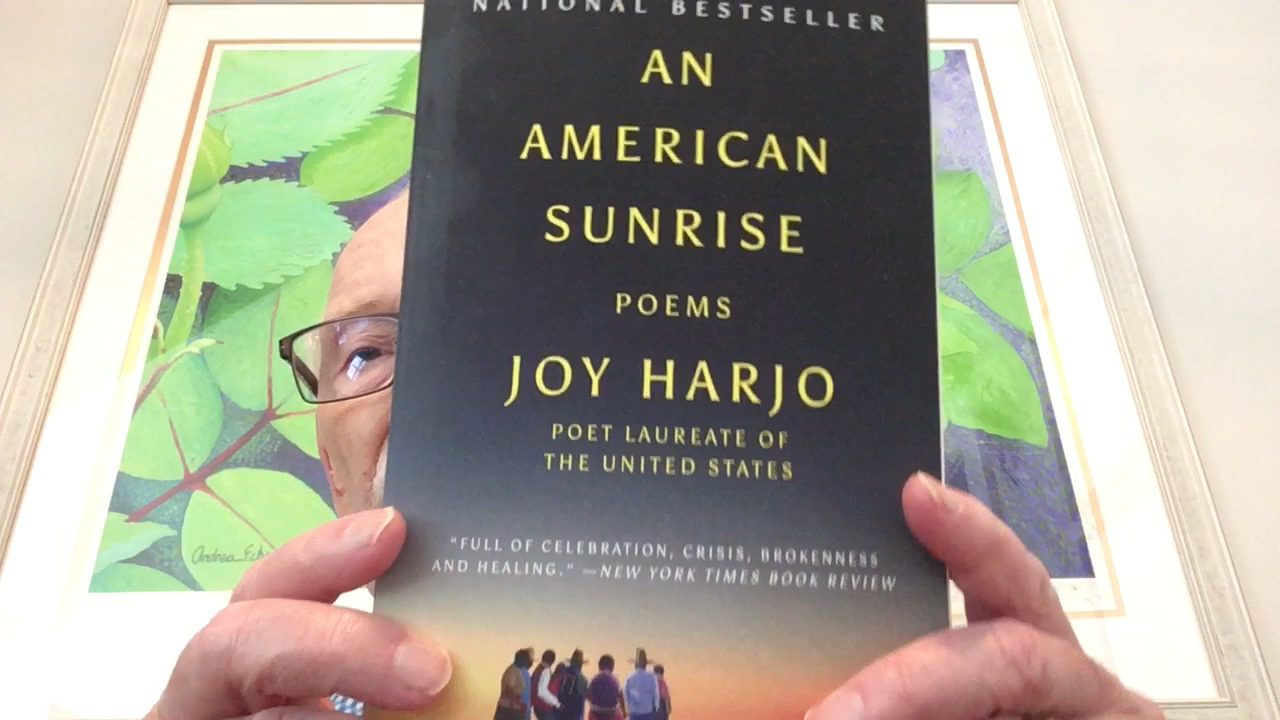 NATIONAL BESTSELLER
AN
AMERICAN
SUNRISE
POEMS
JOY HARJO
POET LAUREATE OF
THE UNITED STATES
"FULL OF CELEBRATION, CRISIS, BROKENNESS
AND HEALING." —NEW YORK TIMES BOOK REVIEW
Andrea